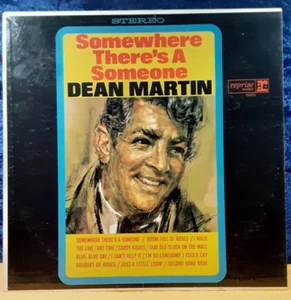 STEREO
Somewhere
There's A
Someone
DEAN MARTIN
reprise
SOMEWHERE THERE'S A SOMEONE / ROOM FULL OF ROSES / I WALK
THE LINE / ANY TIME / CANDY KISSES / THAT OLD CLOCK ON THE WALL
BLUE, BLUE DAY / I CAN'T HELP IT / I'M SO LONESOME I COULD CRY
BOUQUET OF ROSES / JUST A LITTLE LOVIN' / SECOND HAND ROSE